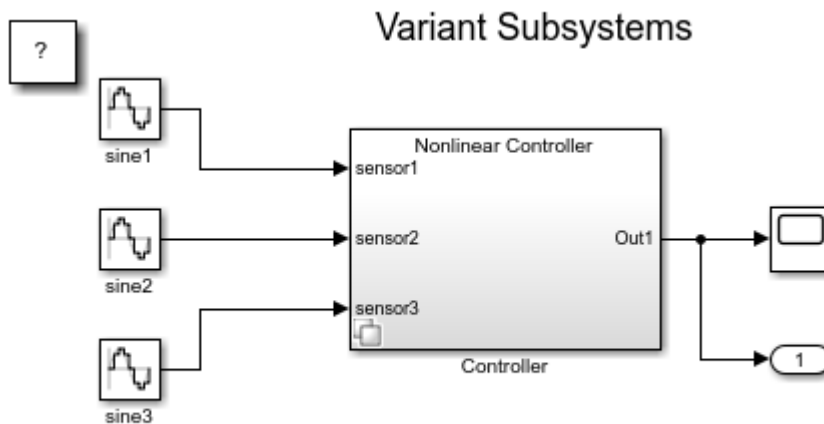 Variant Subsystems
?
sine1
Nonlinear Controller
sensor1
sensor2
Out1
sine2
sensor3
Controller
1
sine3